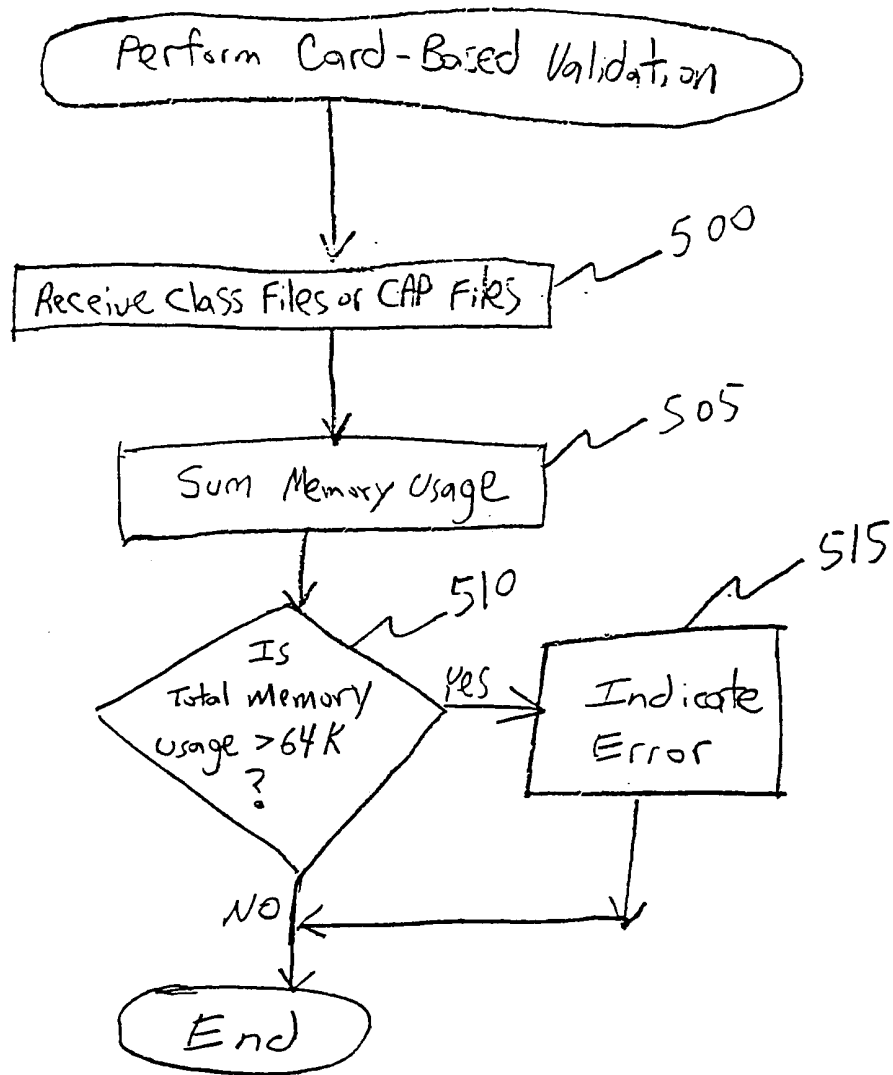 Perform Card-Based Validation
500
Receive Class Files or CAP Files
505
Sum Memory Usage
510
515
Is
Total Memory
Usage >64K
?
Yes
Indicate
Error
NO
End